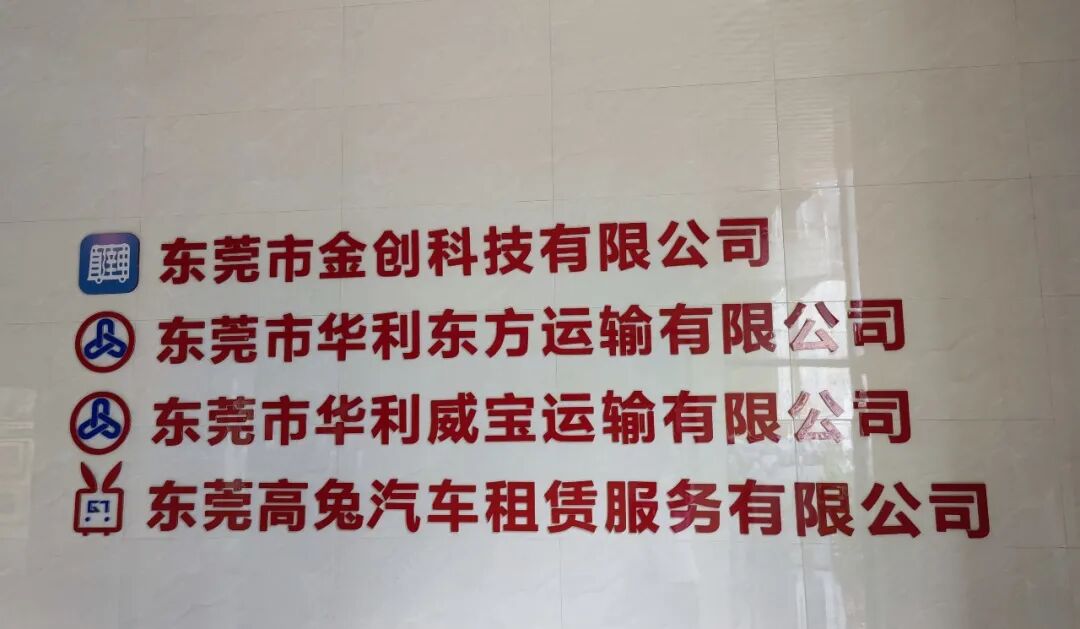 东莞市金创科技有限公司
东莞市华利东方运输有限公司
东莞市华利威宝运输有限公司
东莞高兔汽车租赁服务有限公司